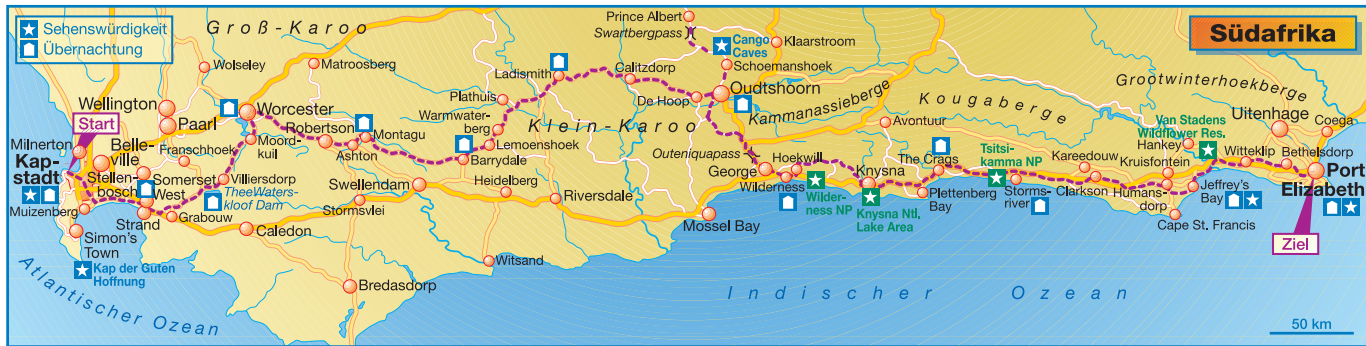 Sehenswürdigkeit
Übernachtung
Südafrika
Groß-Karoo
Prince Albert
Swartbergpass
Cango
Caves
Klaarstroom
Schoemanshoek
Wolseley
Matroosberg
Ladismith
Calitzdorp
Oudtshoorn
De Hoop
Grootwinterhoekberge
Kammanassieberge
Kougaberge
Wellington
Start
Paarl
Worcester
Plathuis
Warmwater-
berg
Klein-Karoo
Uitenhage
Coega
Van Stadens
Wildflower Res.
Hankey
Milnerton
Kap-
stadt
Belle-
ville
Franschhoek
Moord-
kuil
Robertson
Montagu
Ashton
Lemoenshoek
Barrydale
Outeniquapass
Avontuur
The Crags
Tsitsi-
kamma NP
Kareedouw
Kruisfontein
Witteklip
Bethelsdorp
Stellen-
bosch
Somerset
West
Villiersdorp
TheeWaters-
kloof Dam
Swellendam
Heidelberg
Riversdale
George
Hoekwill
Wilderness
Wilder-
ness NP
Knysna
Knysna Ntl.
Lake Area
Plettenberg
Bay
Storms-
river
Clarkson
Humans-
dorp
Jeffrey's
Bay
Port
Elizabeth
Muizenberg
Strand
Grabouw
Stormsvlei
Mossel Bay
Cape St. Francis
Simon's
Town
Caledon
Ziel
Kap der Guten
Hoffnung
Witsand
Bredasdorp
Atlantischer Ozean
Indischer Ozean
50 km